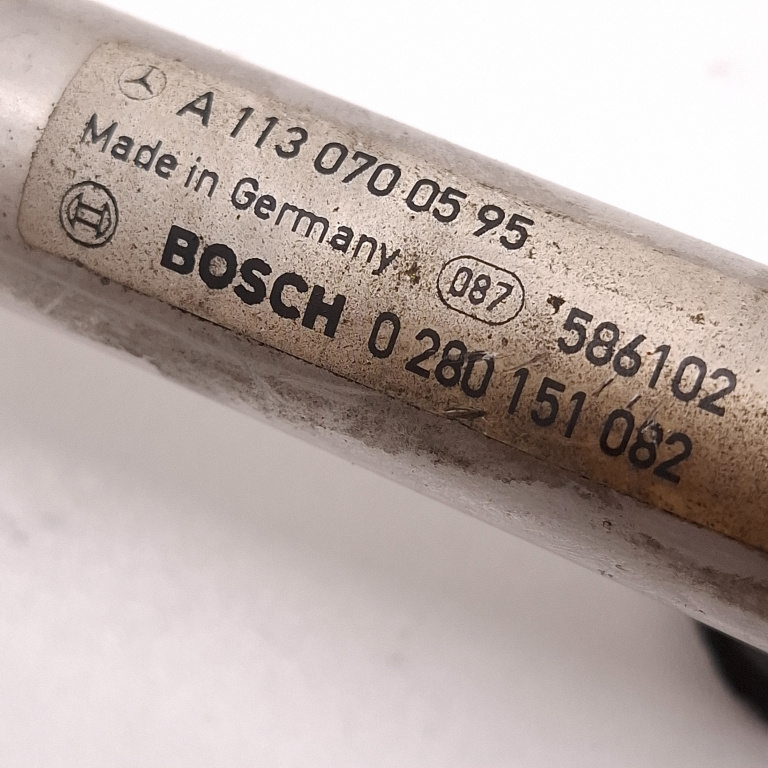 A 113 070 05 95
Made in Germany 087 586102
BOSCH 0 280 151 082